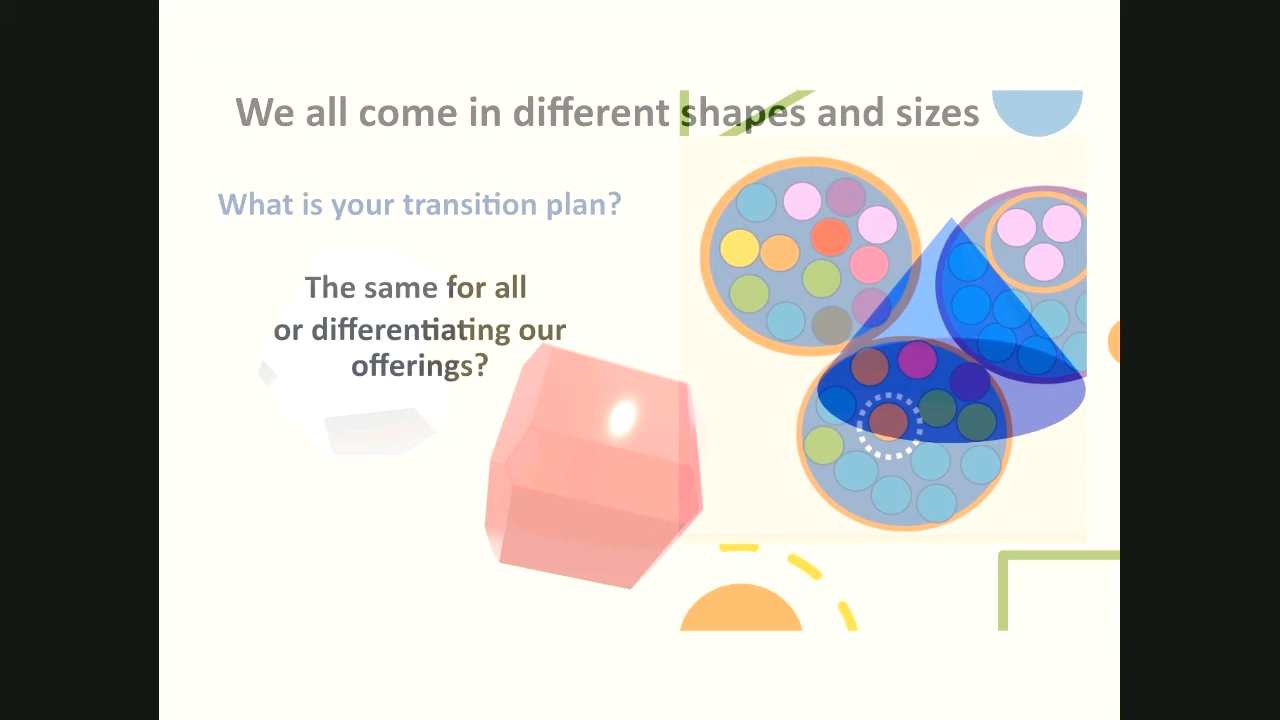 We all come in different shapes and sizes
What is your transition plan?
The same for all
or differentiating our
offerings?